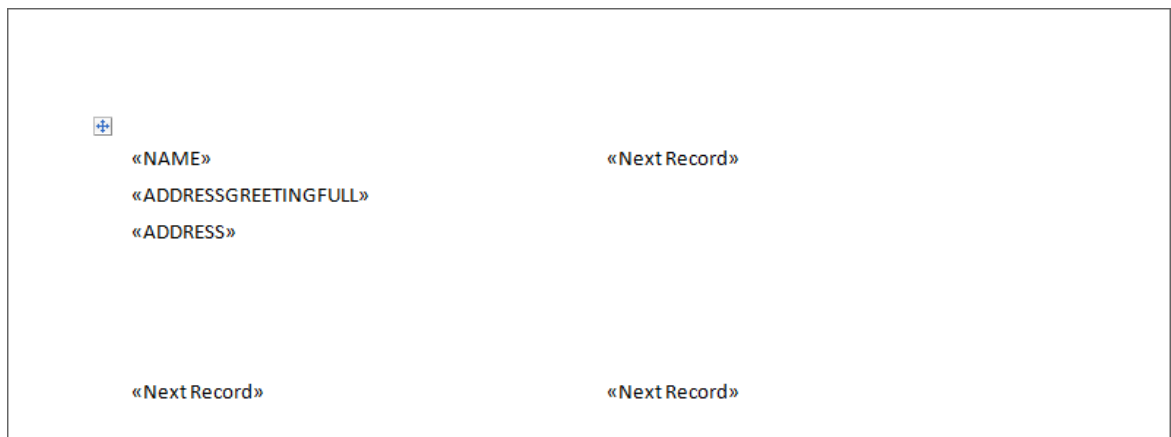 «NAME» «Next Record»
«ADDRESSGREETINGFULL»
«ADDRESS»
«Next Record» «Next Record»